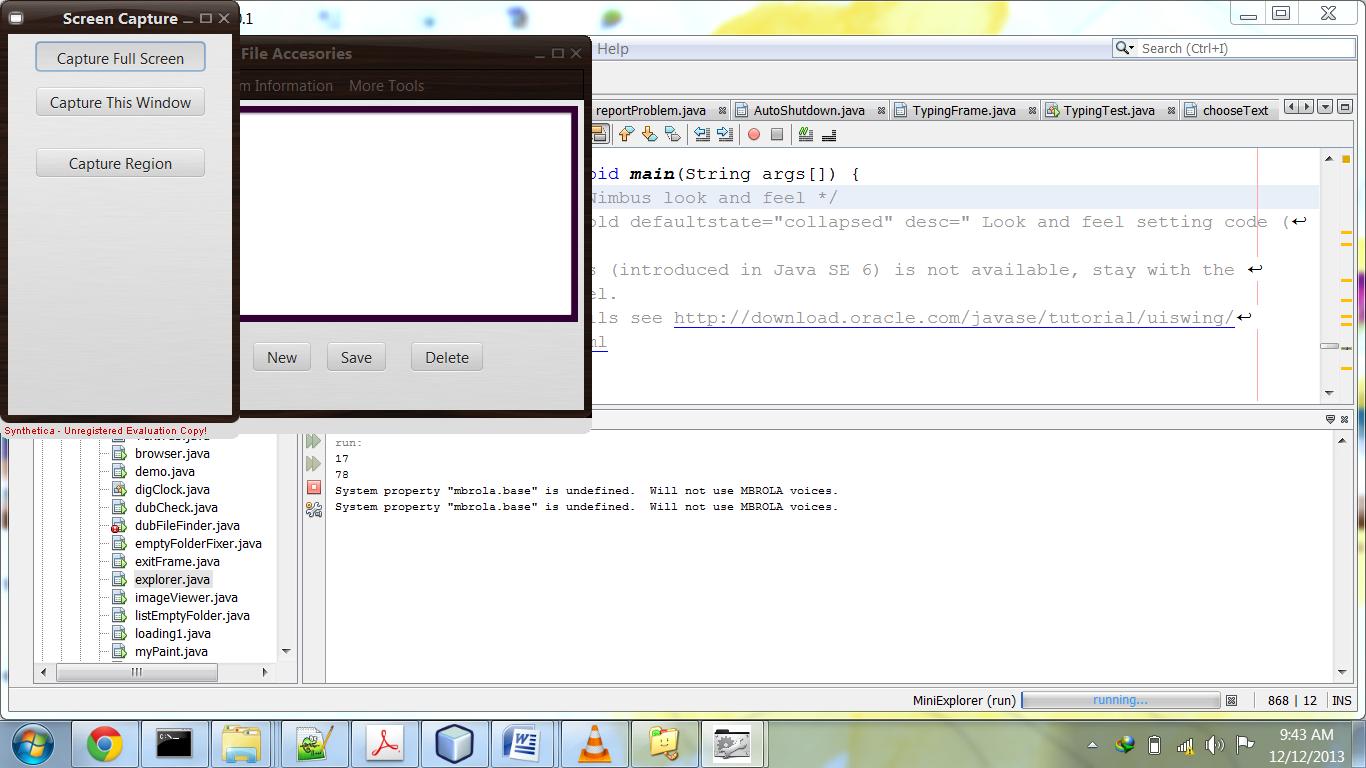 Screen Capture
0.1
Capture Full Screen
Capture This Window
Capture Region
Synthetica - Unregistered Evaluation Copy!
File Accesories
m Information More Tools
New Save Delete
Help
Search (Ctrl+I)
reportProblem.java AutoShutdown.java TypingFrame.java TypingTest.java chooseText
oid main(String args[]) {
Nimbus look and feel */
old defaultstate="collapsed" desc=" Look and feel setting code (
s (introduced in Java SE 6) is not available, stay with the
el.
ils see http://download.oracle.com/javase/tutorial/uiswing/
ml
browser.java
demo.java
digClock.java
dubCheck.java
dubFileFinder.java
emptyFolderFixer.java
exitFrame.java
explorer.java
imageViewer.java
listEmptyFolder.java
loading1.java
myPaint.java
run:
17
78
System property "mbrola.base" is undefined. Will not use MBROLA voices.
System property "mbrola.base" is undefined. Will not use MBROLA voices.
MiniExplorer (run) running... 868 | 12 INS
9:43 AM
12/12/2013